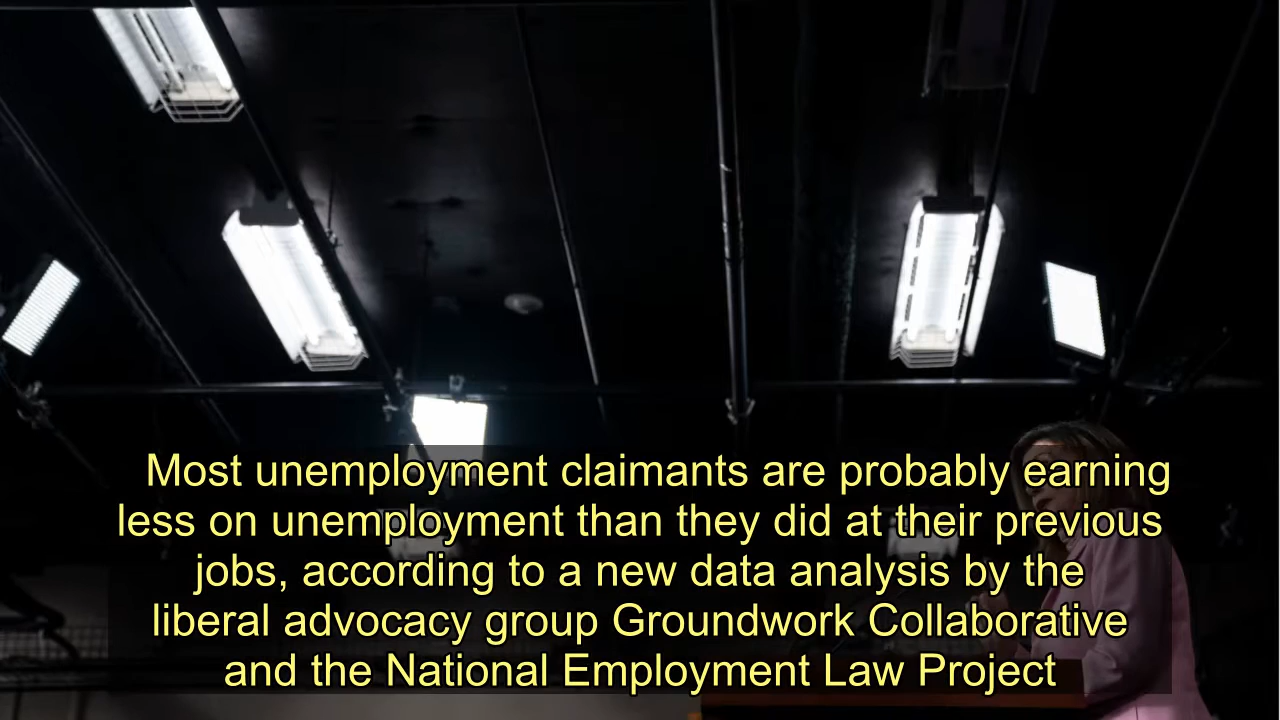 Most unemployment claimants are probably earning
less on unemployment than they did at their previous
jobs, according to a new data analysis by the
liberal advocacy group Groundwork Collaborative
and the National Employment Law Project